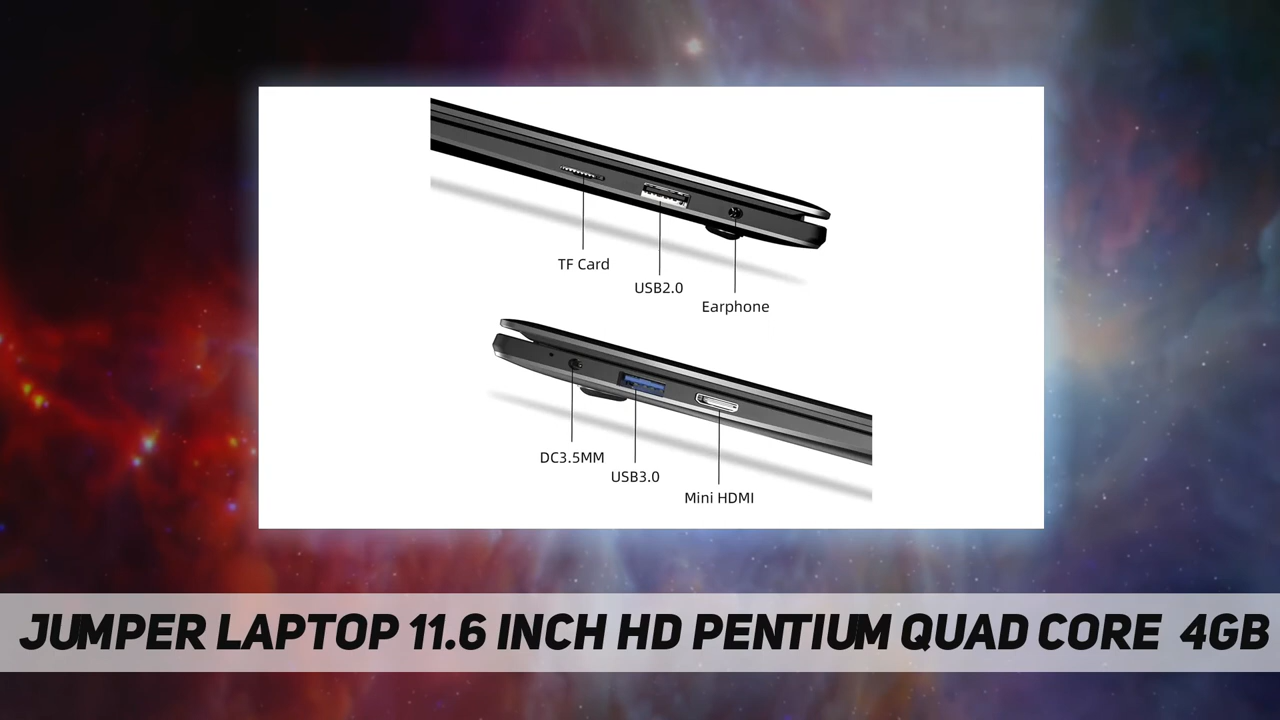 TF Card
USB2.0
Earphone
DC3.5MM
USB3.0
Mini HDMI
JUMPER LAPTOP 11.6 INCH HD PENTIUM QUAD CORE 4GB